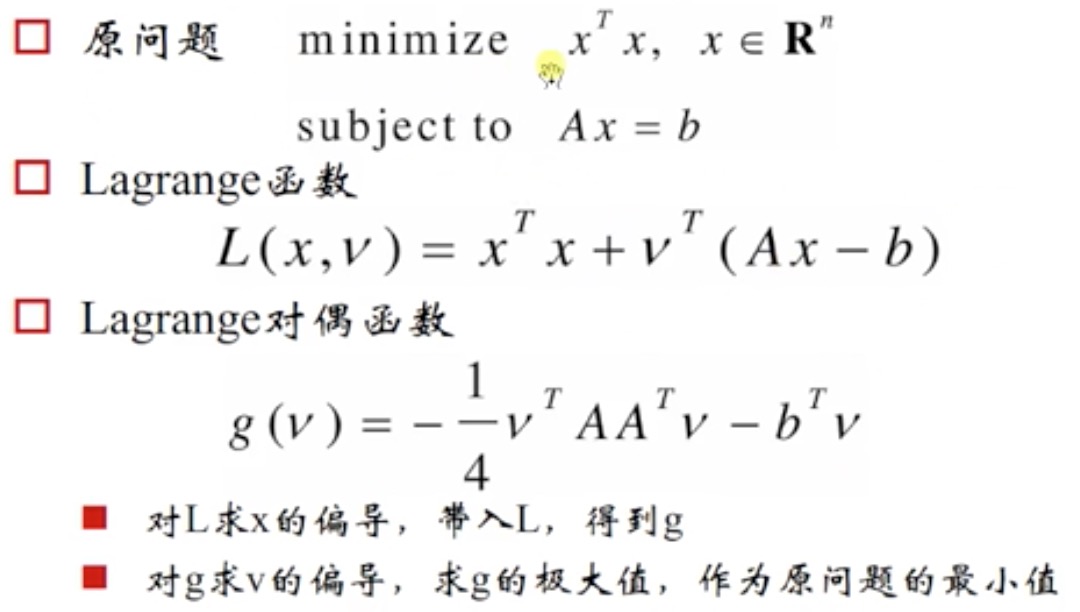 原问题 minimize x^T x, x ∈ R^n
subject to Ax = b
Lagrange函数
L(x,ν) = x^T x + ν^T (Ax − b)
Lagrange对偶函数
g(ν) = −1/4 ν^T AA^T ν − b^T ν
对L求x的偏导，带入L，得到g
对g求v的偏导，求g的极大值，作为原问题的最小值